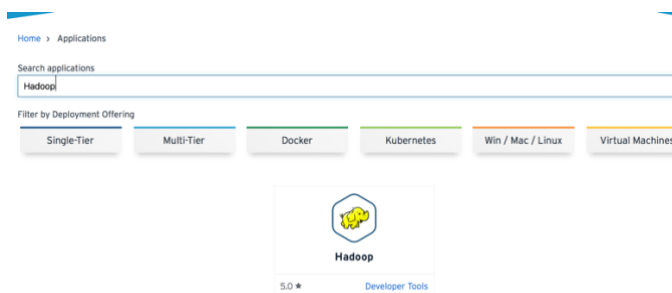 Home > Applications
Search applications
Hadoop
Filter by Deployment Offering
Single-Tier Multi-Tier Docker Kubernetes Win / Mac / Linux Virtual Machines
Hadoop
5.0 ★ Developer Tools